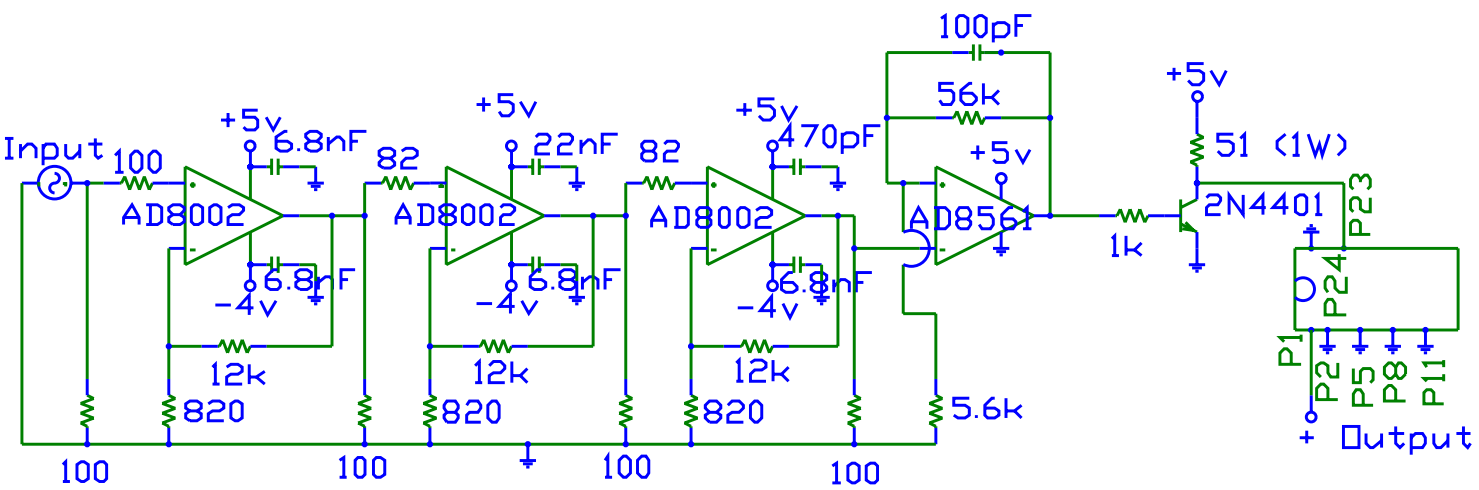 100pF
56k
+5v
+5v
+5v
+5v
+5v
6.8nF
22nF
470pF
51 (1W)
Input
100
82
82
AD8002
AD8002
AD8002
AD8561
2N4401
P23
1k
6.8nF
6.8nF
6.8nF
-4v
-4v
-4v
P24
12k
12k
12k
P1
P2
P5
P8
P11
820
820
820
5.6k
+ Output
100
100
100
100